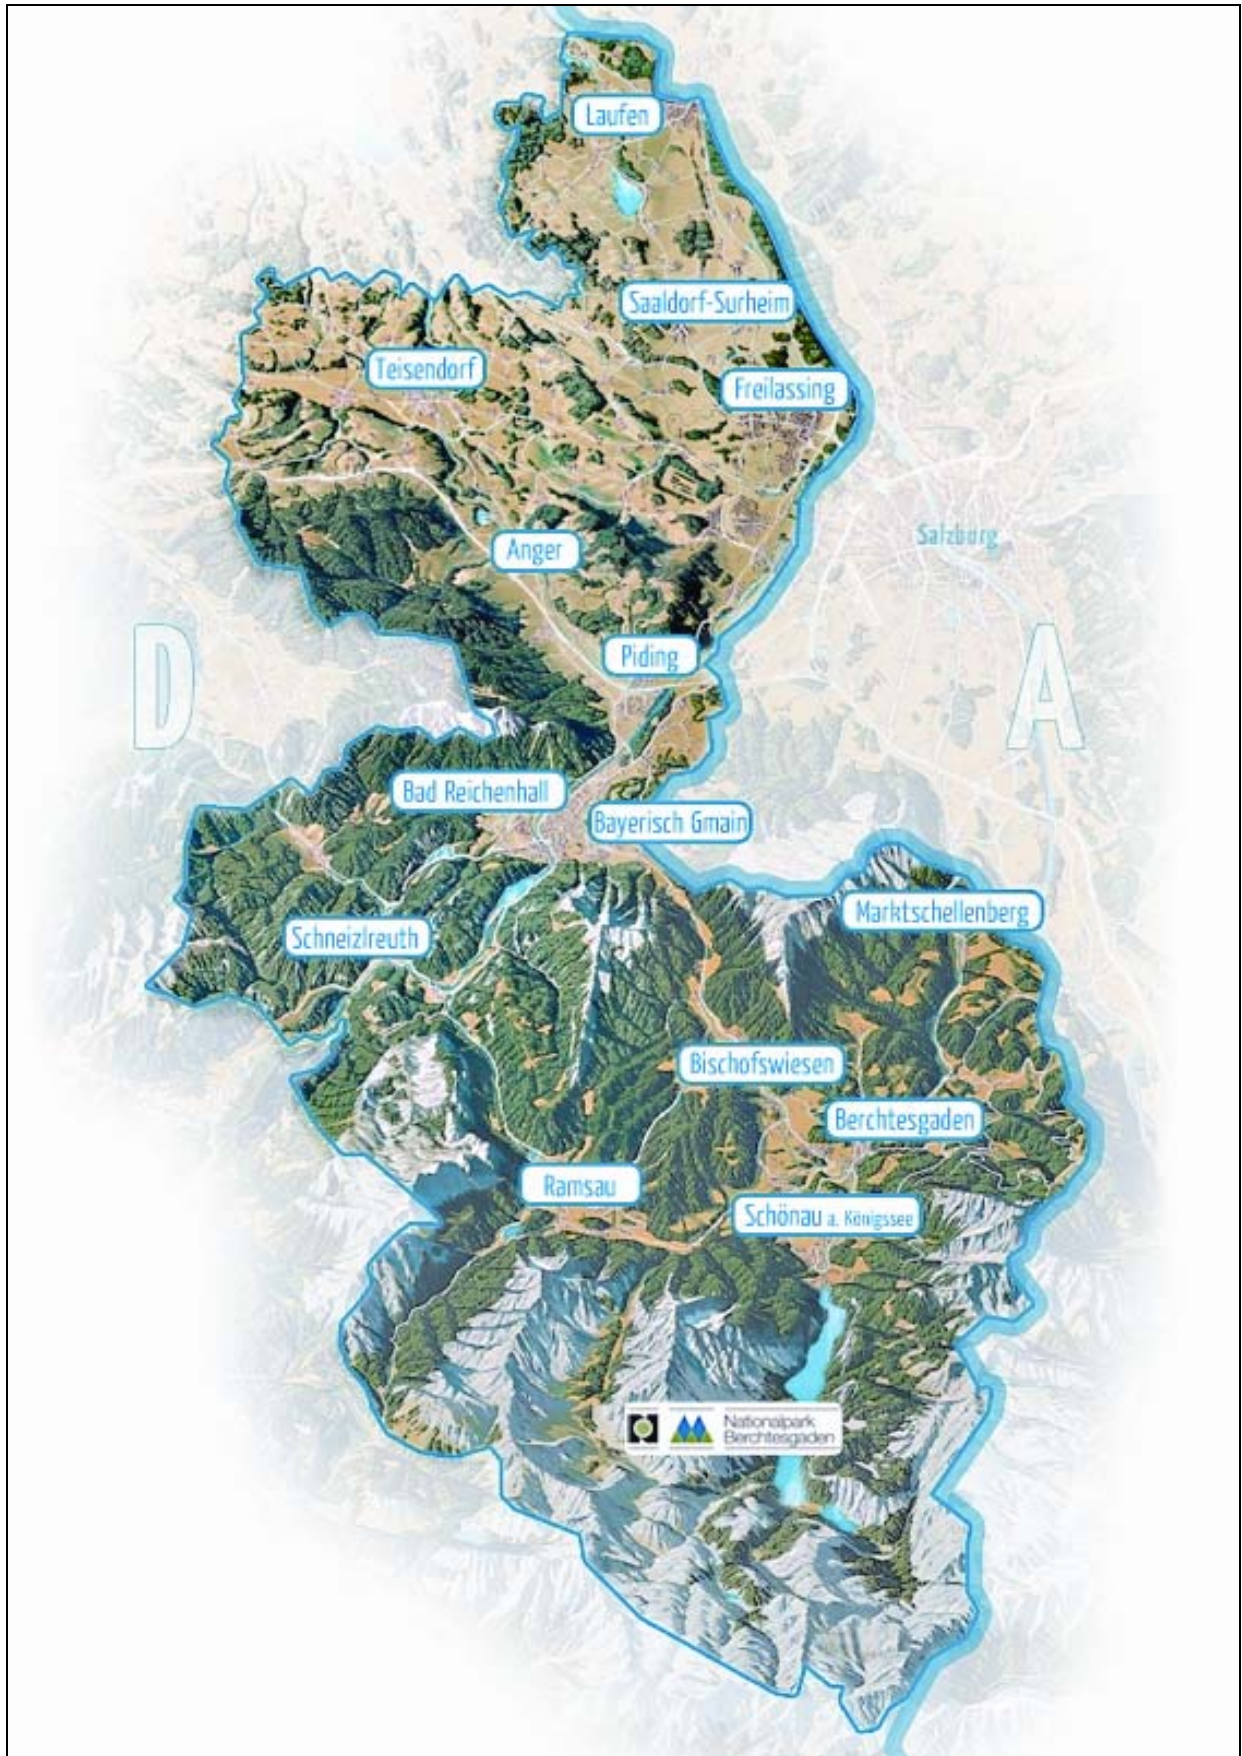 Laufen
Saaldorf-Surheim
Teisendorf
Freilassing
Salzburg
Anger
D
Piding
A
Bad Reichenhall
Bayerisch Gmain
Marktschellenberg
Schneizlreuth
Bischofswiesen
Berchtesgaden
Ramsau
Schönau a. Königssee
Nationalpark
Berchtesgaden